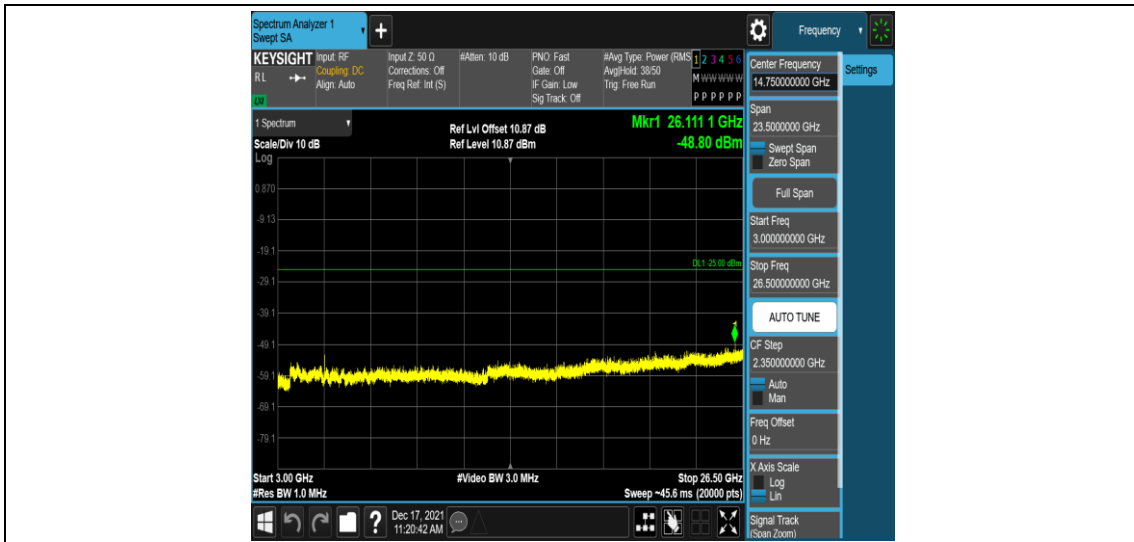 Spectrum Analyzer 1
Swept SA
Frequency
KEYSIGHT
RL
LXI
Input: RF
Coupling: DC
Align: Auto
Input Z: 50 Ω
Corrections: Off
Freq Ref: Int (S)
#Atten: 10 dB
PNO: Fast
Gate: Off
IF Gain: Low
Sig Track: Off
#Avg Type: Power (RMS
Avg|Hold: 38/50
Trig: Free Run
1 2 3 4 5 6
M W W W W W
P P P P P P
1 Spectrum
Scale/Div 10 dB
Log
Ref Lvl Offset 10.87 dB
Ref Level 10.87 dBm
Mkr1 26.111 1 GHz
-48.80 dBm
0.870
-9.13
-19.1
DL1 -25.00 dBm
-29.1
-39.1
1
-49.1
-59.1
-69.1
-79.1
Start 3.00 GHz
#Res BW 1.0 MHz
#Video BW 3.0 MHz
Stop 26.50 GHz
Sweep ~45.6 ms (20000 pts)
?
Dec 17, 2021
11:20:42 AM
Center Frequency
14.750000000 GHz
Settings
Span
23.5000000 GHz
Swept Span
Zero Span
Full Span
Start Freq
3.000000000 GHz
Stop Freq
26.500000000 GHz
AUTO TUNE
CF Step
2.350000000 GHz
Auto
Man
Freq Offset
0 Hz
X Axis Scale
Log
Lin
Signal Track
(Span Zoom)